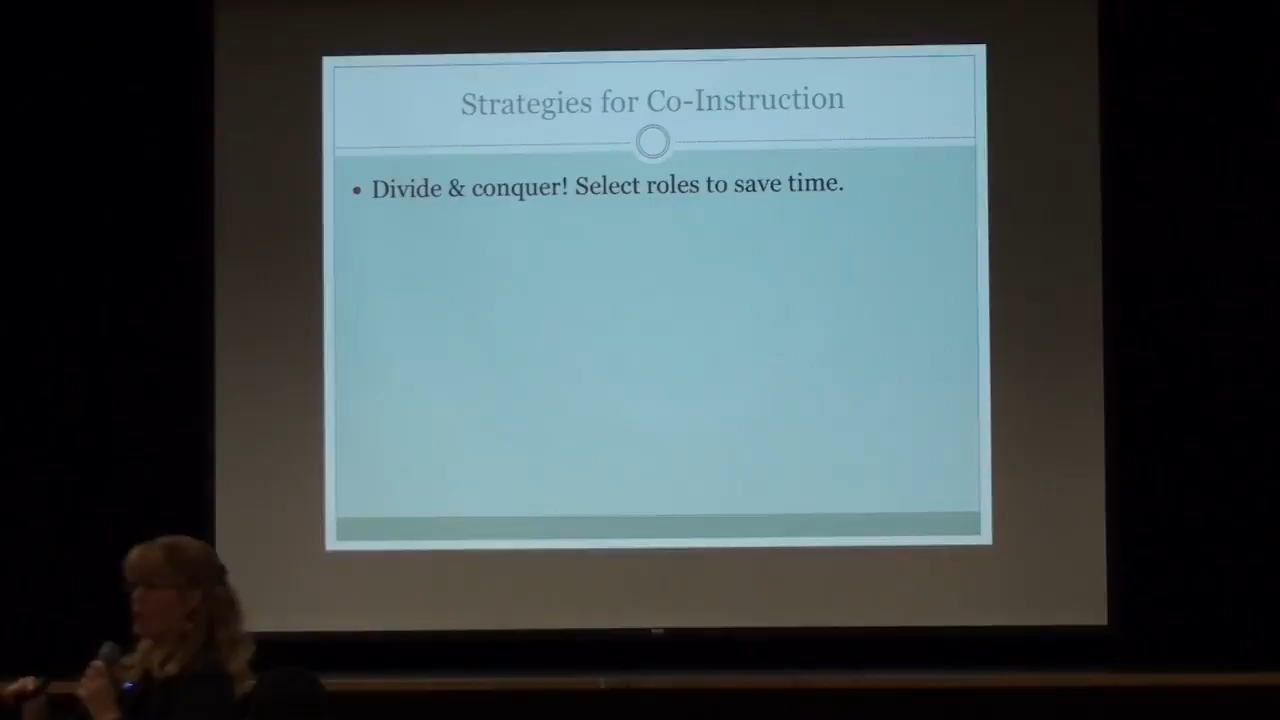 Strategies for Co-Instruction
• Divide & conquer! Select roles to save time.